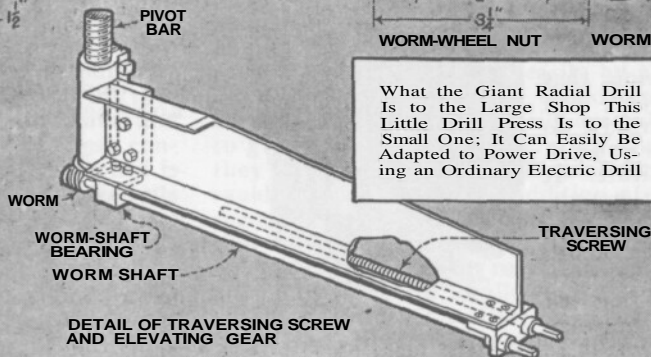 1½"
PIVOT
BAR
3¼"
WORM-WHEEL NUT
WORM
What the Giant Radial Drill
Is to the Large Shop This
Little Drill Press Is to the
Small One; It Can Easily Be
Adapted to Power Drive, Us-
ing an Ordinary Electric Drill
WORM
WORM-SHAFT
BEARING
WORM SHAFT
TRAVERSING
SCREW
DETAIL OF TRAVERSING SCREW
AND ELEVATING GEAR